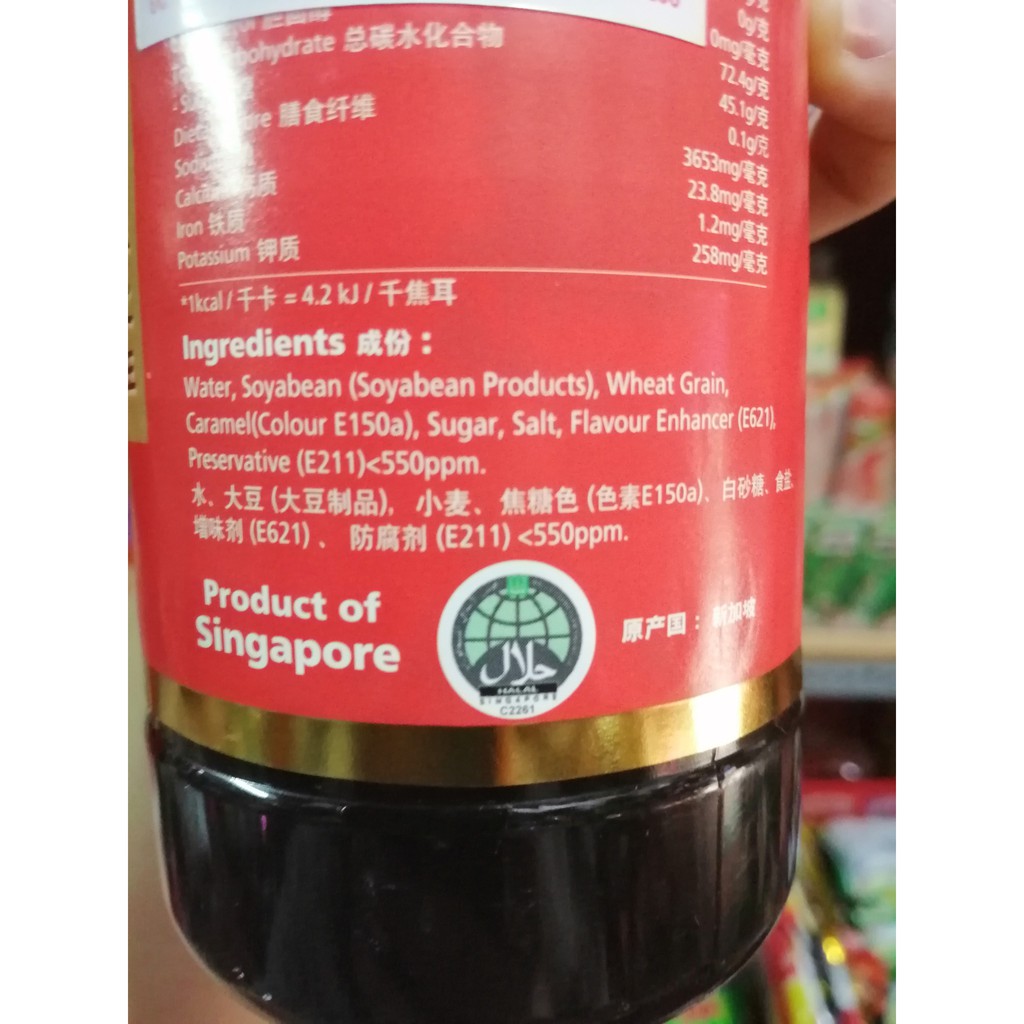 0g/克
0mg/毫克
总碳水化合物 72.4g/克
45.1g/克
膳食纤维 0.1g/克
3653mg/毫克
23.8mg/毫克
Iron 铁质 1.2mg/毫克
Potassium 钾质 258mg/毫克
*1kcal / 千卡 = 4.2 kJ / 千焦耳
Ingredients 成份：
Water, Soyabean (Soyabean Products), Wheat Grain,
Caramel(Colour E150a), Sugar, Salt, Flavour Enhancer (E621),
Preservative (E211)<550ppm.
水、大豆 (大豆制品)，小麦、焦糖色 (色素E150a)、白砂糖、食盐、
增味剂 (E621) 、 防腐剂 (E211) <550ppm.
Product of
Singapore
حلال
HALAL
SINGAPORE
C2261
原产国：新加坡